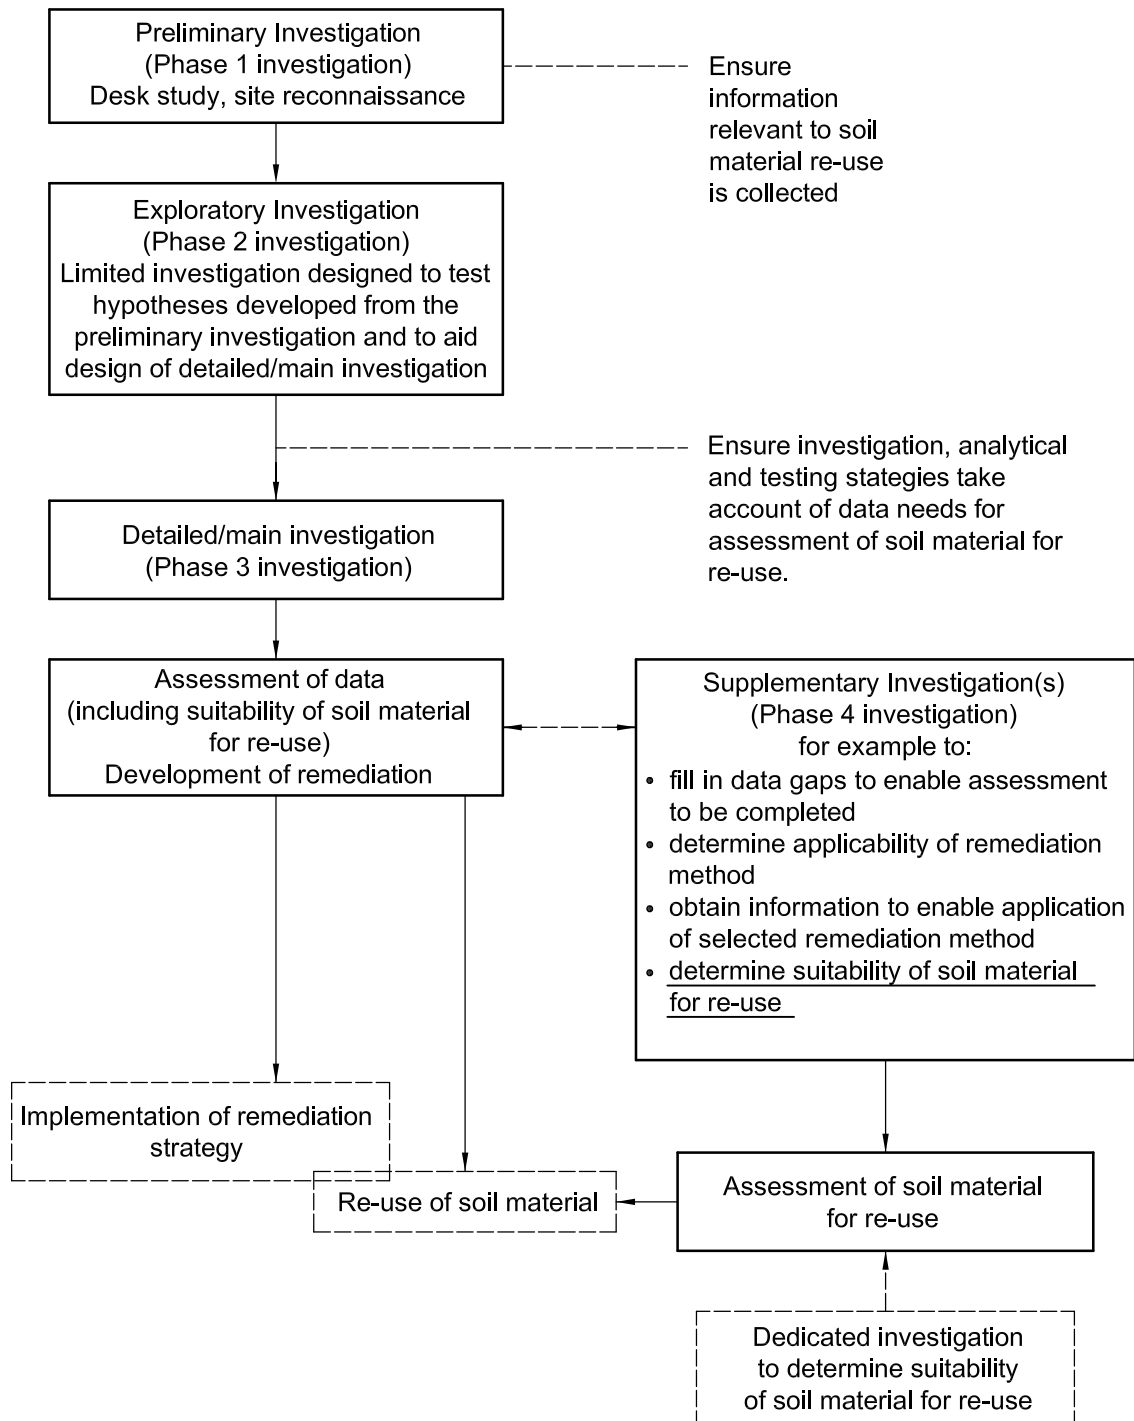 Preliminary Investigation
(Phase 1 investigation)
Desk study, site reconnaissance
Ensure
information
relevant to soil
material re-use
is collected
Exploratory Investigation
(Phase 2 investigation)
Limited investigation designed to test
hypotheses developed from the
preliminary investigation and to aid
design of detailed/main investigation
Ensure investigation, analytical
and testing stategies take
account of data needs for
assessment of soil material for
re-use.
Detailed/main investigation
(Phase 3 investigation)
Assessment of data
(including suitability of soil material
for re-use)
Development of remediation
Supplementary Investigation(s)
(Phase 4 investigation)
for example to:
• fill in data gaps to enable assessment
to be completed
• determine applicability of remediation
method
• obtain information to enable application
of selected remediation method
• determine suitability of soil material
for re-use
Implementation of remediation
strategy
Re-use of soil material
Assessment of soil material
for re-use
Dedicated investigation
to determine suitability
of soil material for re-use